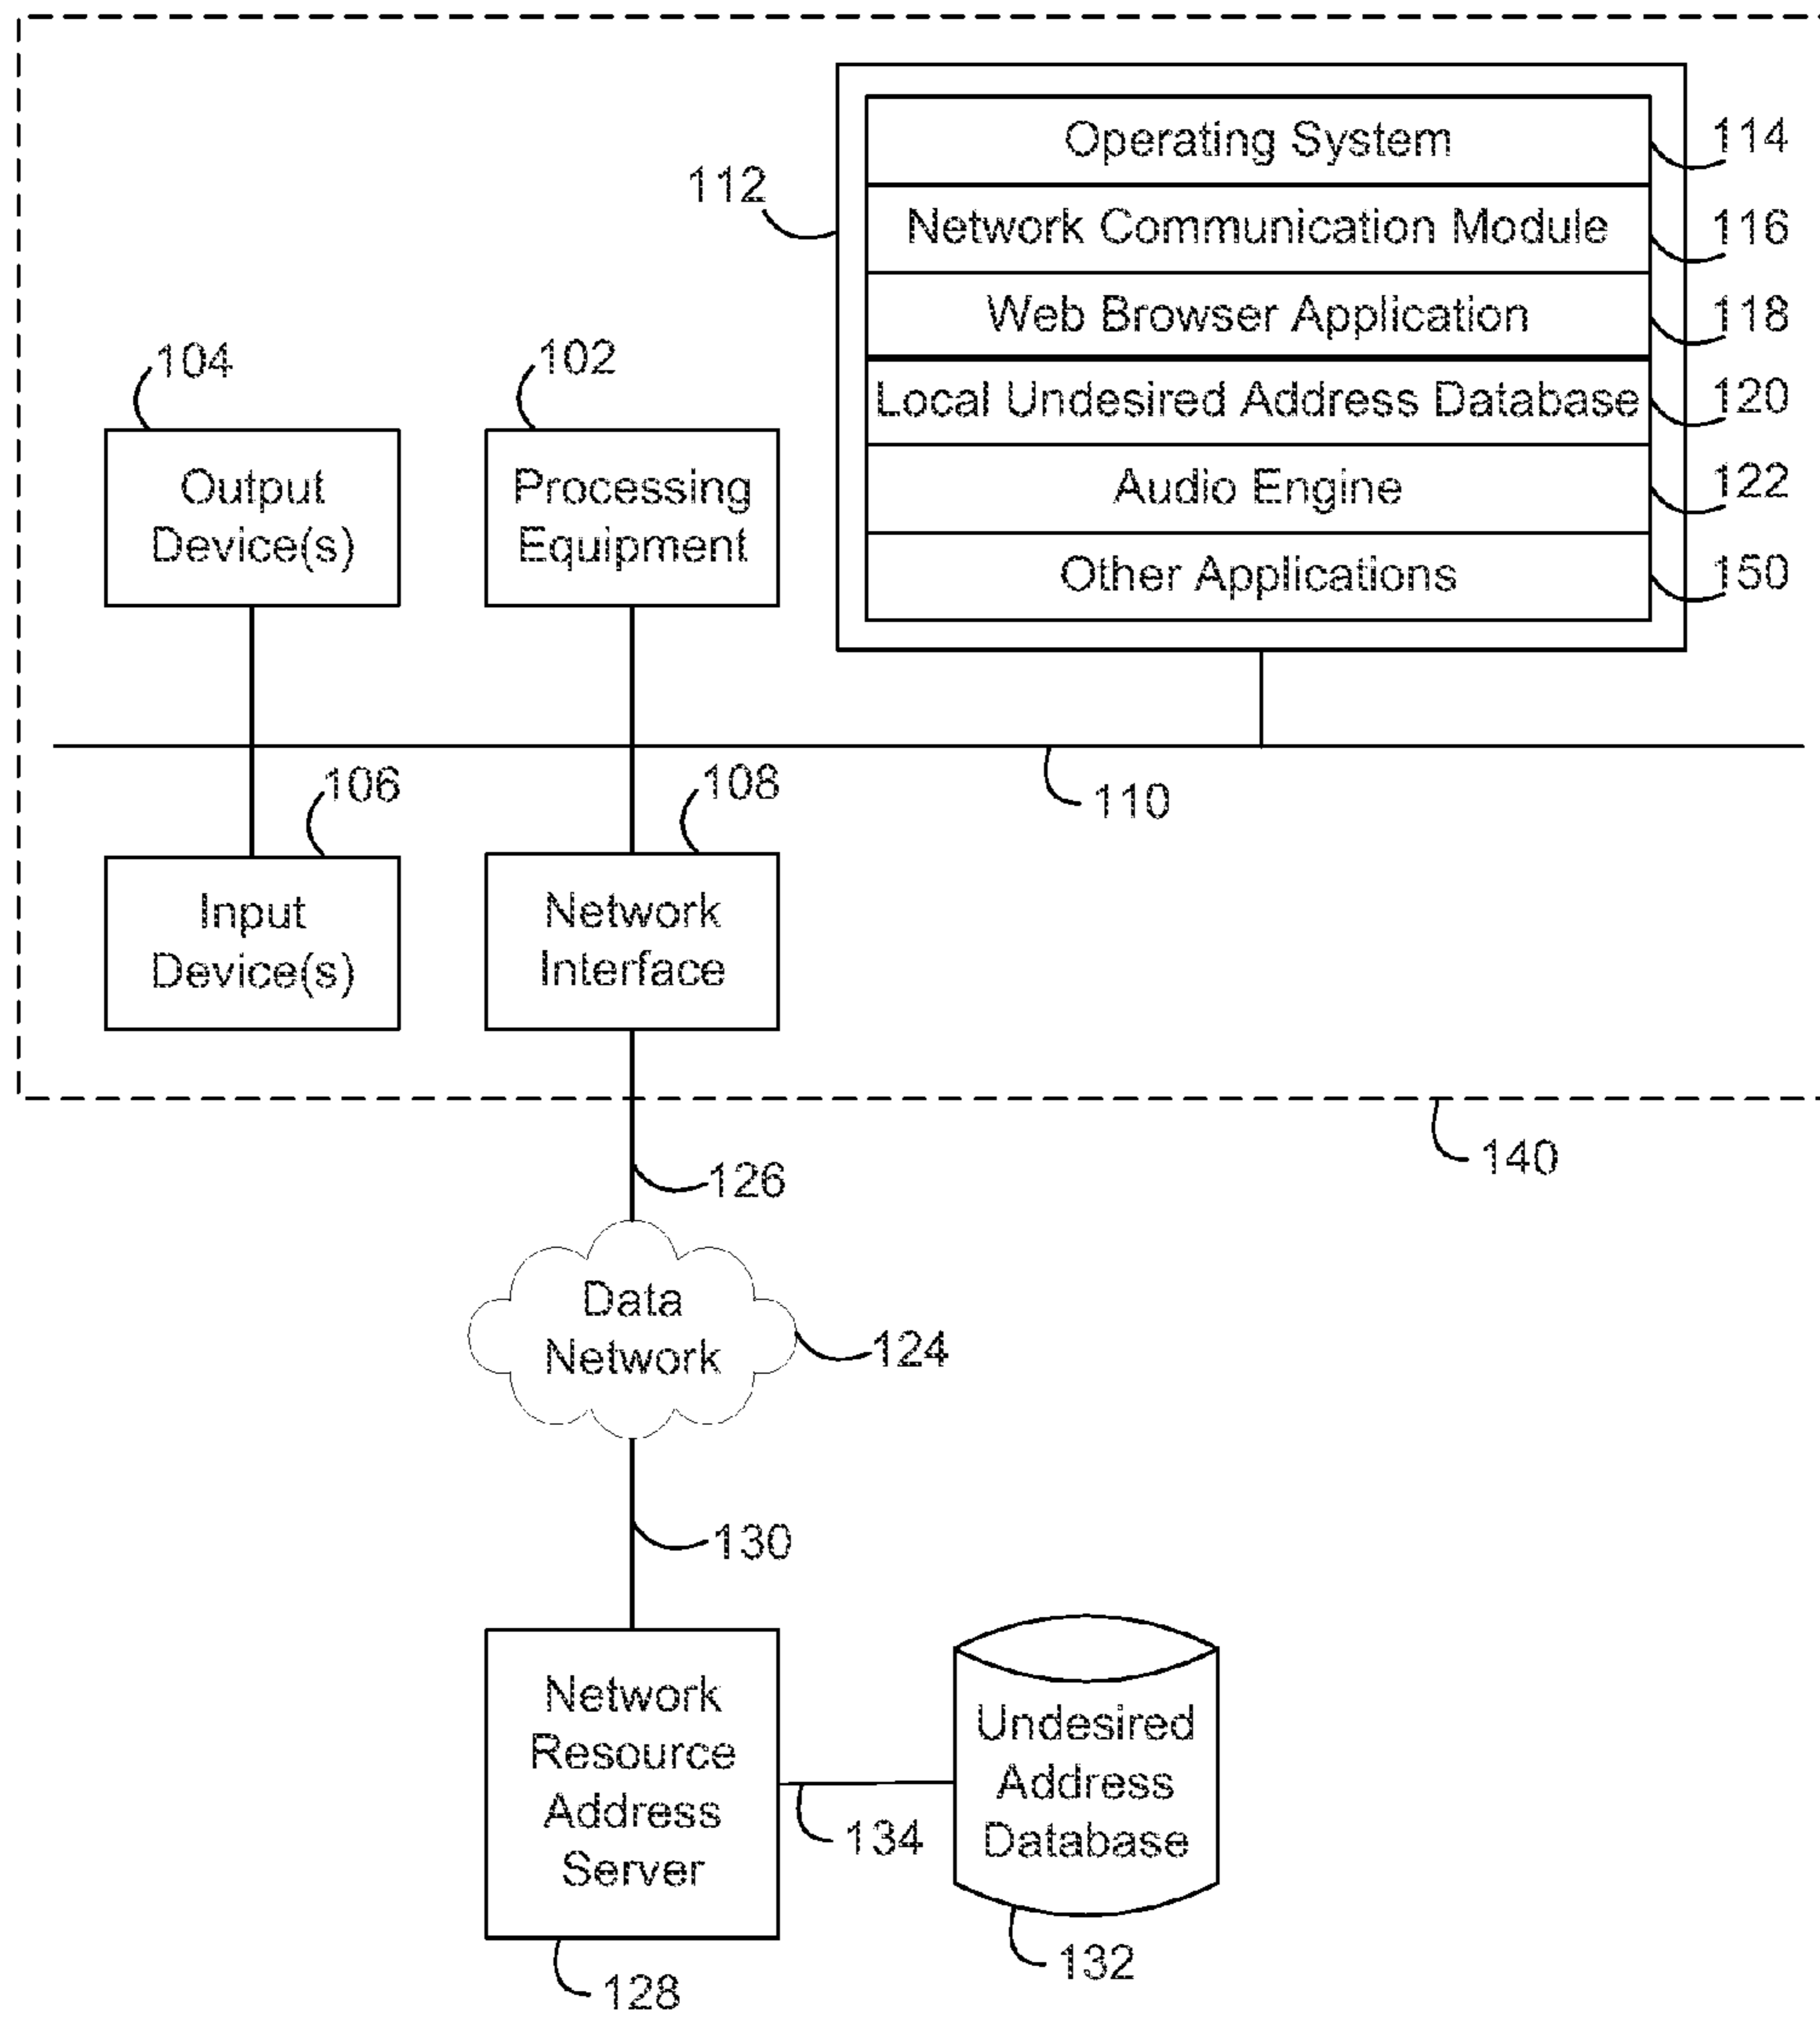 Operating System
114
112
Network Communication Module
116
Web Browser Application
118
104
102
Local Undesired Address Database
120
Output
Device(s)
Processing
Equipment
Audio Engine
122
Other Applications
150
106
108
110
Input
Device(s)
Network
Interface
140
126
Data
Network
124
130
Network
Resource
Address
Server
Undesired
Address
Database
134
132
128